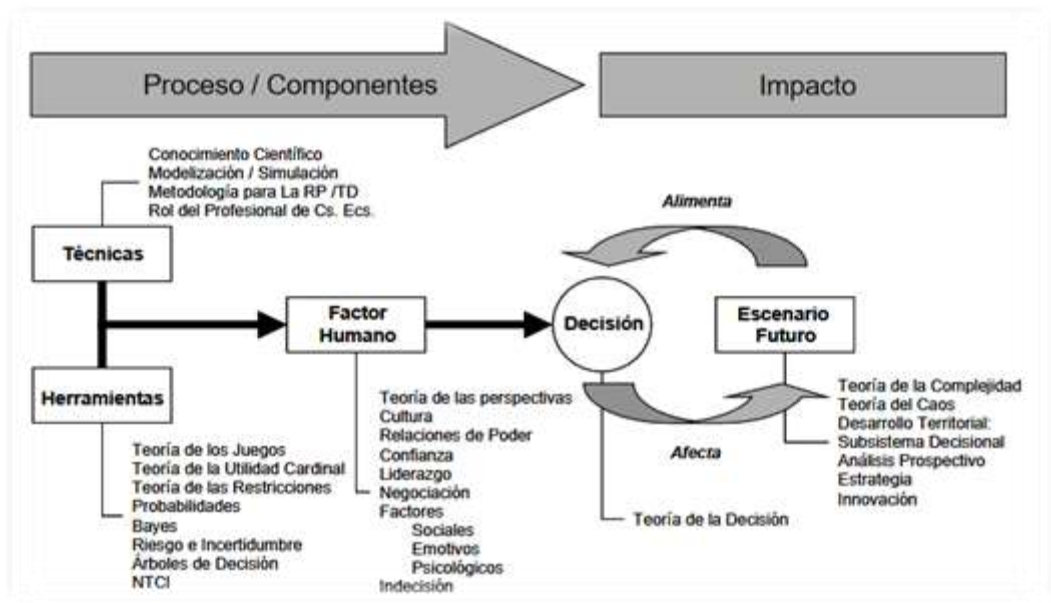 Proceso / Componentes
Impacto
Conocimiento Científico
Modelización / Simulación
Metodología para La RP /TD
Rol del Profesional de Cs. Ecs.
Técnicas
Herramientas
Teoría de los Juegos
Teoría de la Utilidad Cardinal
Teoría de las Restricciones
Probabilidades
Bayes
Riesgo e Incertidumbre
Árboles de Decisión
NTCI
Factor
Humano
Teoría de las perspectivas
Cultura
Relaciones de Poder
Confianza
Liderazgo
Negociación
Factores
Sociales
Emotivos
Psicológicos
Indecisión
Alimenta
Decisión
Escenario
Futuro
Afecta
Teoría de la Decisión
Teoría de la Complejidad
Teoría del Caos
Desarrollo Territorial:
Subsistema Decisional
Análisis Prospectivo
Estrategia
Innovación